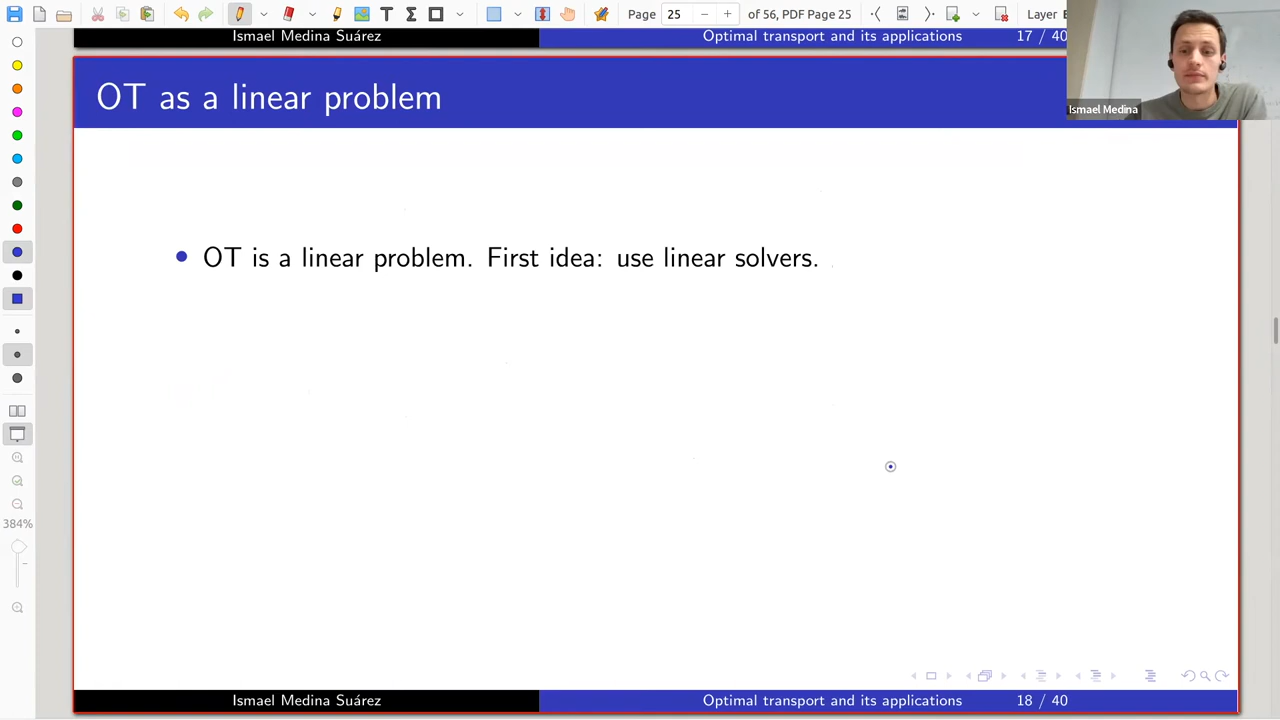 Page 25 of 56, PDF Page 25 Layer
Ismael Medina Suárez Optimal transport and its applications 17 / 40
Ismael Medina
OT as a linear problem
OT is a linear problem. First idea: use linear solvers.
384%
Ismael Medina Suárez Optimal transport and its applications 18 / 40